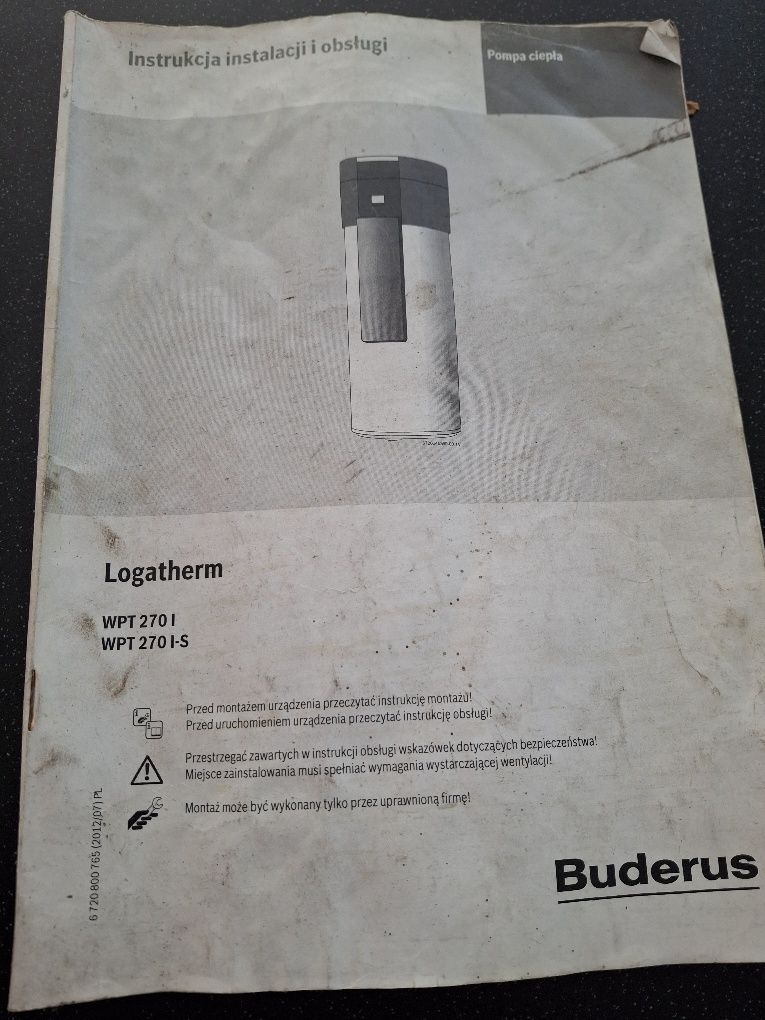 Instrukcja instalacji i obsługi
Pompa ciepła
Logatherm
WPT 270 I
WPT 270 I-S
Przed montażem urządzenia przeczytać instrukcję montażu!
Przed uruchomieniem urządzenia przeczytać instrukcję obsługi!
Przestrzegać zawartych w instrukcji obsługi wskazówek dotyczących bezpieczeństwa!
Miejsce zainstalowania musi spełniać wymagania wystarczającej wentylacji!
Montaż może być wykonany tylko przez uprawnioną firmę!
6 720 800 765 (2012/07) PL
Buderus